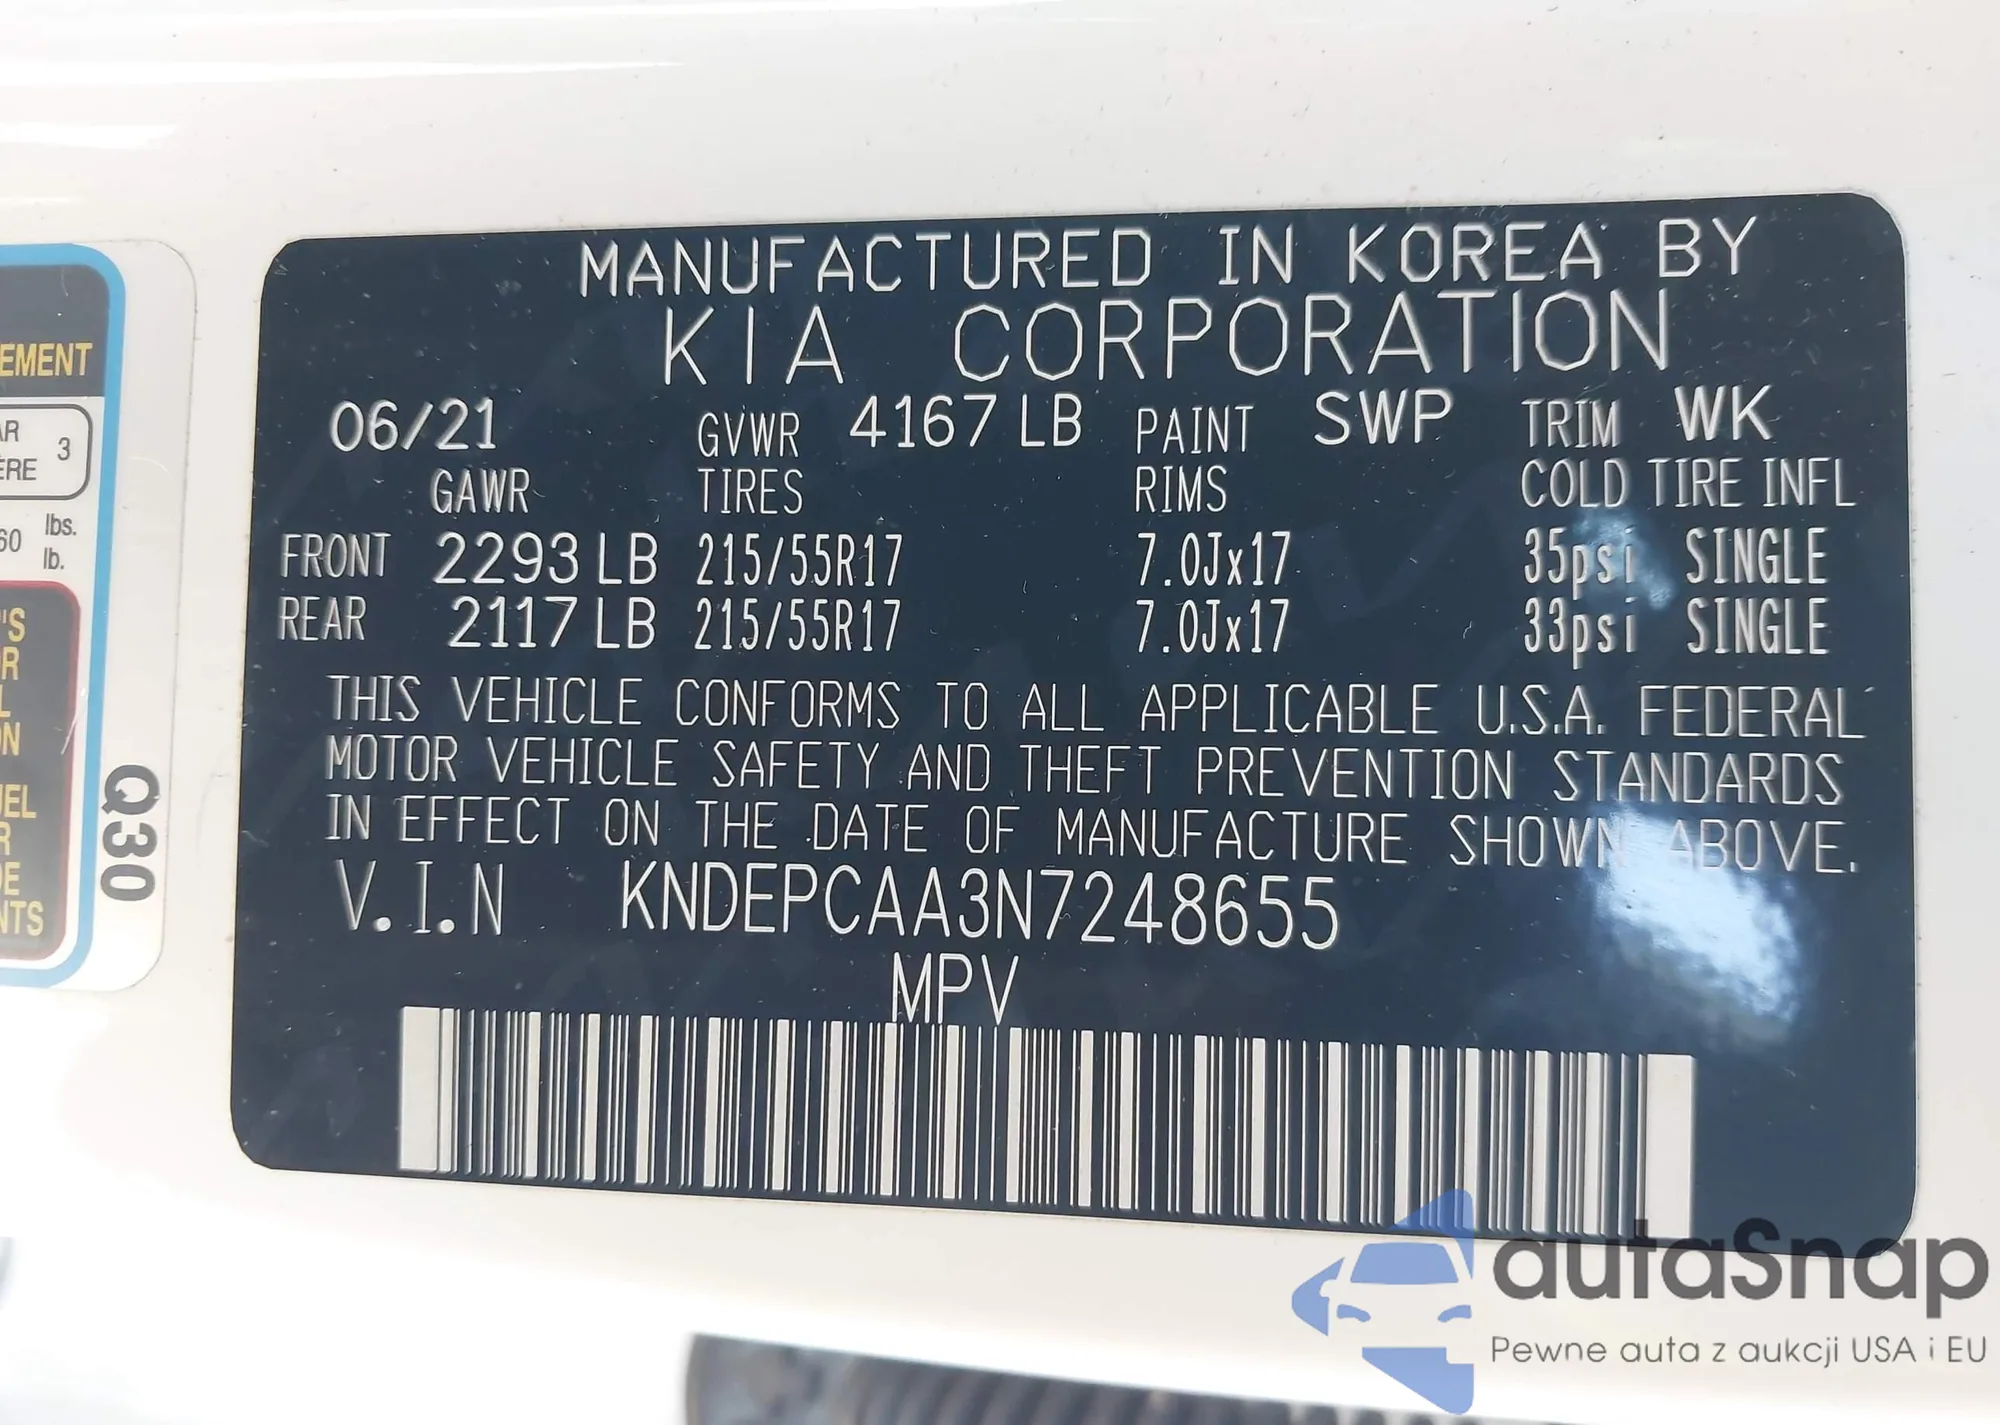 MANUFACTURED IN KOREA BY
KIA CORPORATION
06/21 GVWR 4167 LB PAINT SWP TRIM WK
GAWR TIRES RIMS COLD TIRE INFL
FRONT 2293 LB 215/55R17 7.0Jx17 35psi SINGLE
REAR 2117 LB 215/55R17 7.0Jx17 33psi SINGLE
THIS VEHICLE CONFORMS TO ALL APPLICABLE U.S.A. FEDERAL
MOTOR VEHICLE SAFETY AND THEFT PREVENTION STANDARDS
IN EFFECT ON THE DATE OF MANUFACTURE SHOWN ABOVE.
V.I.N KNDEPCAA3N7248655
MPV
3
lbs.
lb.
Q30
autaSnap
Pewne auta z aukcji USA i EU